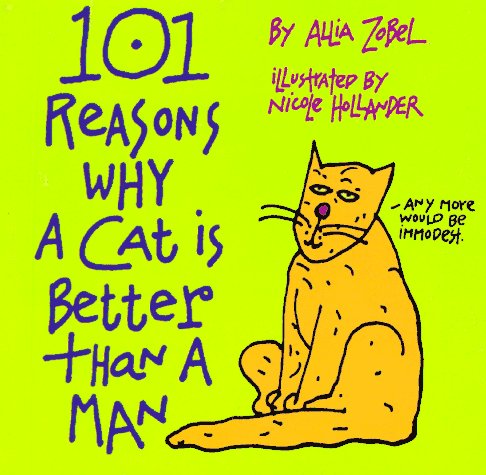 101
Reasons
WHY
A Cat is
Better
tHaN A
MAN
By Allia Zobel
illustrated by
Nicole HollANDER
- ANy MoRe
would Be
iMModest.